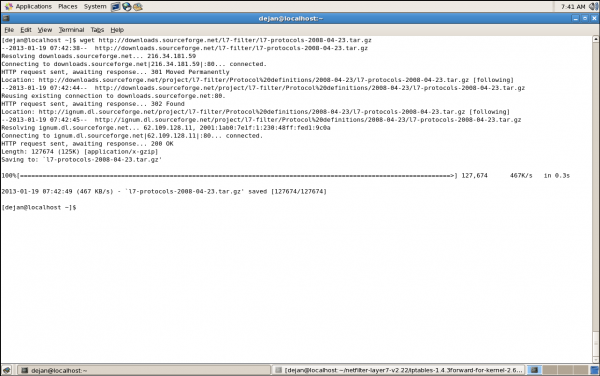 Applications Places System
7:41 AM
dejan@localhost:~
File Edit View Terminal Tabs Help
[dejan@localhost ~]$ wget http://downloads.sourceforge.net/l7-filter/l7-protocols-2008-04-23.tar.gz
--2013-01-19 07:42:38-- http://downloads.sourceforge.net/l7-filter/l7-protocols-2008-04-23.tar.gz
Resolving downloads.sourceforge.net... 216.34.181.59
Connecting to downloads.sourceforge.net|216.34.181.59|:80... connected.
HTTP request sent, awaiting response... 301 Moved Permanently
Location: http://downloads.sourceforge.net/project/l7-filter/Protocol%20definitions/2008-04-23/l7-protocols-2008-04-23.tar.gz [following]
--2013-01-19 07:42:44-- http://downloads.sourceforge.net/project/l7-filter/Protocol%20definitions/2008-04-23/l7-protocols-2008-04-23.tar.gz
Reusing existing connection to downloads.sourceforge.net:80.
HTTP request sent, awaiting response... 302 Found
Location: http://ignum.dl.sourceforge.net/project/l7-filter/Protocol%20definitions/2008-04-23/l7-protocols-2008-04-23.tar.gz [following]
--2013-01-19 07:42:45-- http://ignum.dl.sourceforge.net/project/l7-filter/Protocol%20definitions/2008-04-23/l7-protocols-2008-04-23.tar.gz
Resolving ignum.dl.sourceforge.net... 62.109.128.11, 2001:1ab0:7e1f:1:230:48ff:fed1:9c0a
Connecting to ignum.dl.sourceforge.net|62.109.128.11|:80... connected.
HTTP request sent, awaiting response... 200 OK
Length: 127674 (125K) [application/x-gzip]
Saving to: `l7-protocols-2008-04-23.tar.gz'
100%[=====================================================================================================>] 127,674 467K/s in 0.3s
2013-01-19 07:42:49 (467 KB/s) - `l7-protocols-2008-04-23.tar.gz' saved [127674/127674]
[dejan@localhost ~]$
dejan@localhost:~
[dejan@localhost:~/netfilter-layer7-v2.22/iptables-1.4.3forward-for-kernel-2.6...